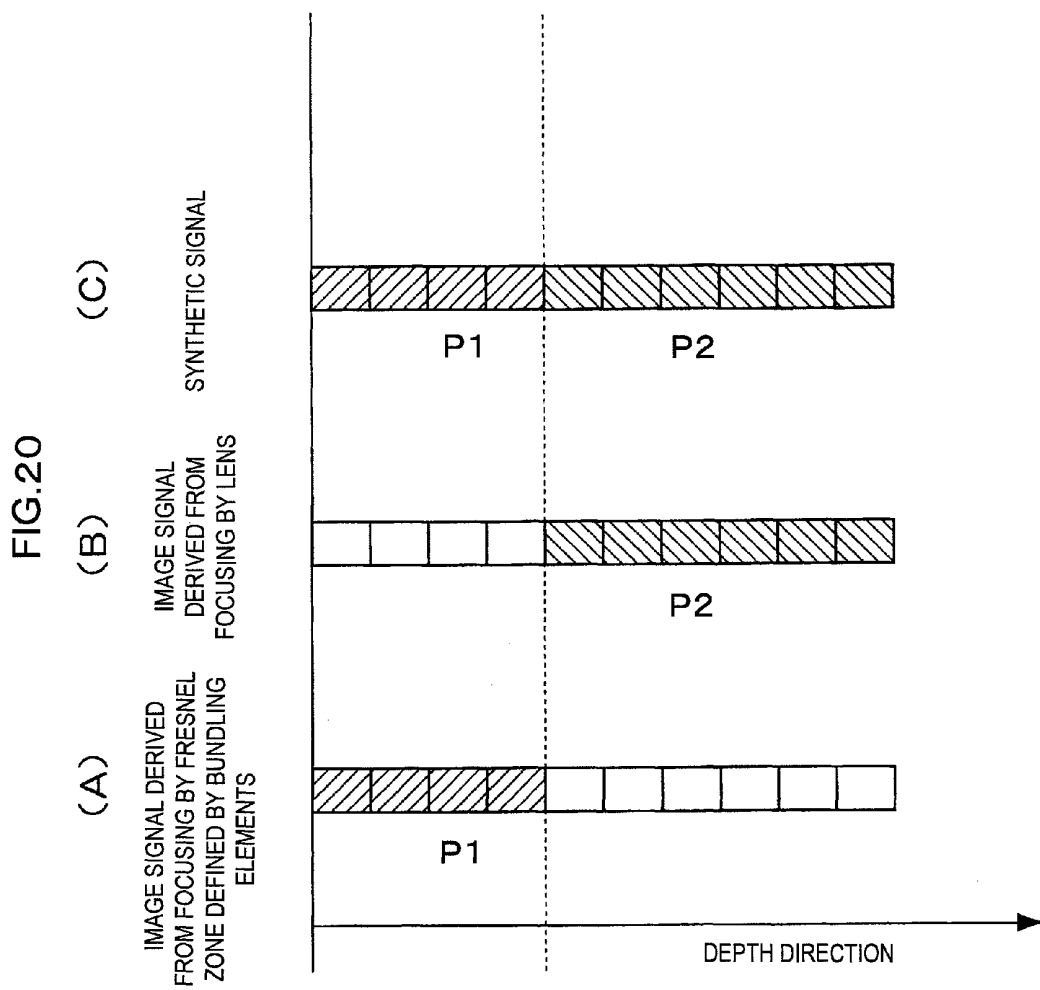 FIG.20
(A)
IMAGE SIGNAL DERIVED
FROM FOCUSING BY FRESNEL
ZONE DEFINED BY BUNDLING
ELEMENTS
P1
(B)
IMAGE SIGNAL
DERIVED FROM
FOCUSING BY LENS
P2
(C)
SYNTHETIC SIGNAL
P1
P2
DEPTH DIRECTION